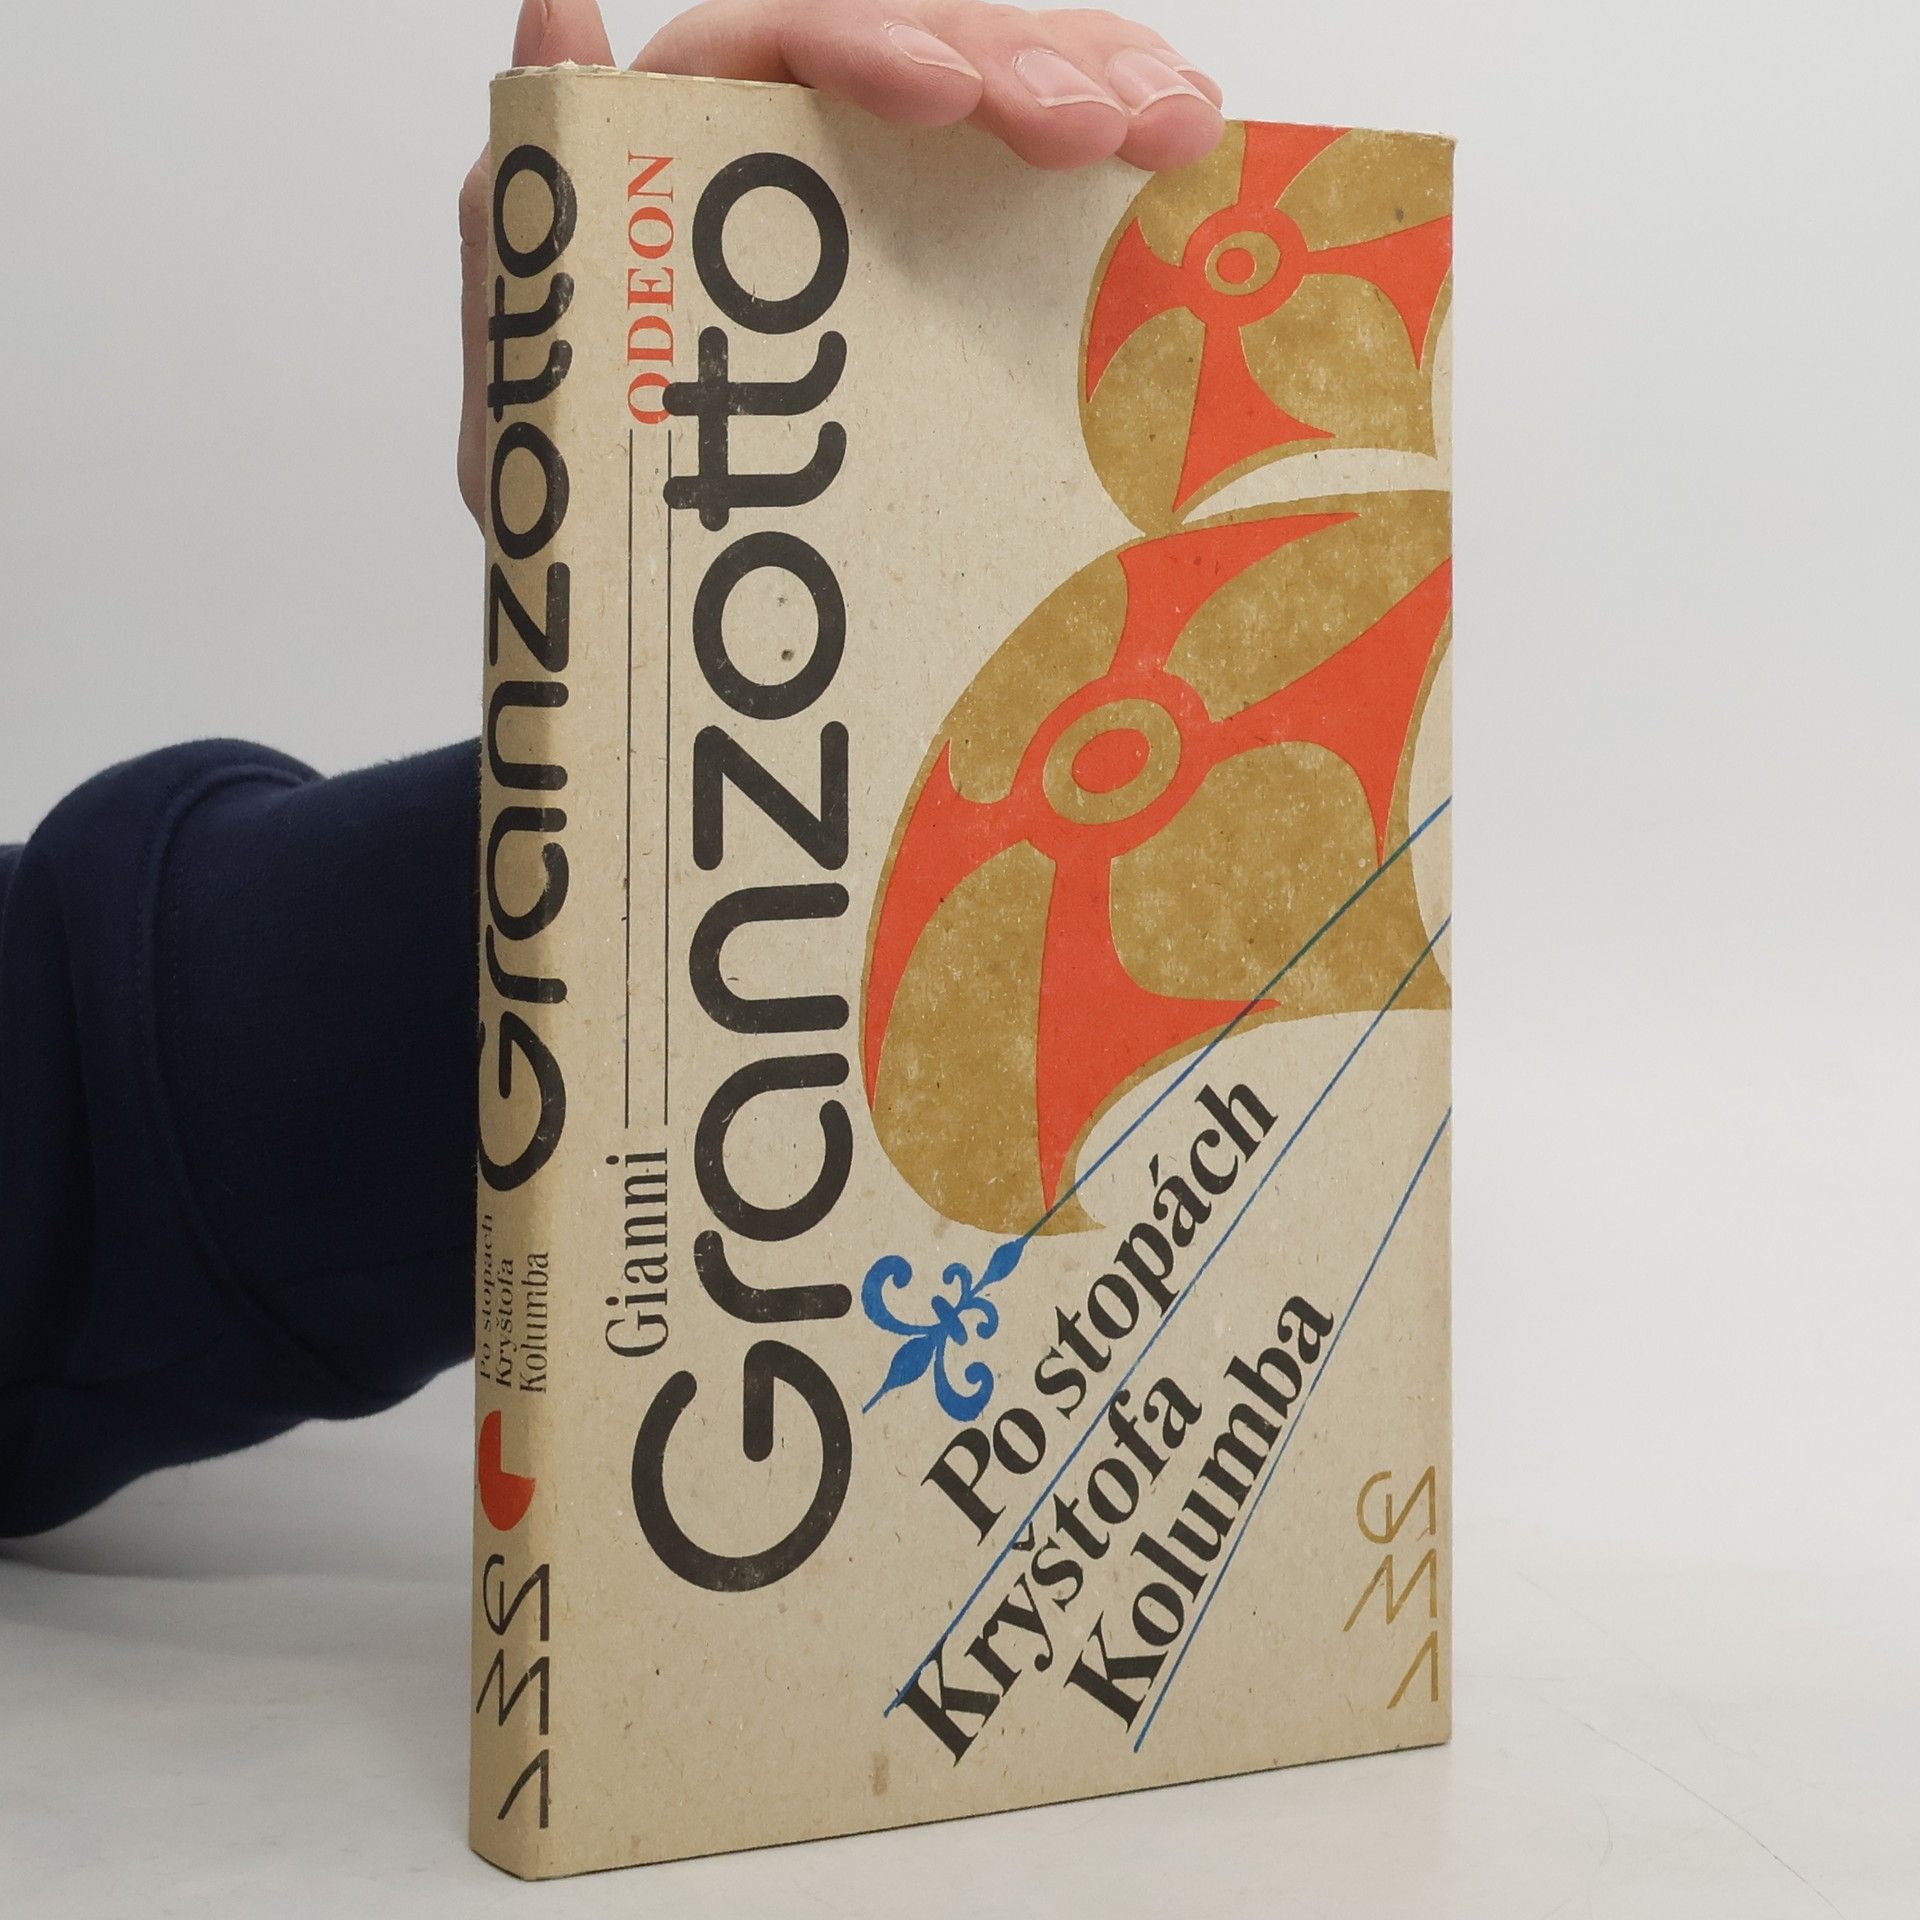 Granzotto
Po stopách
Kryštofa
Kolumba
Gianni
ODEON
Granzotto
Po stopách
Kryštofa
Kolumba